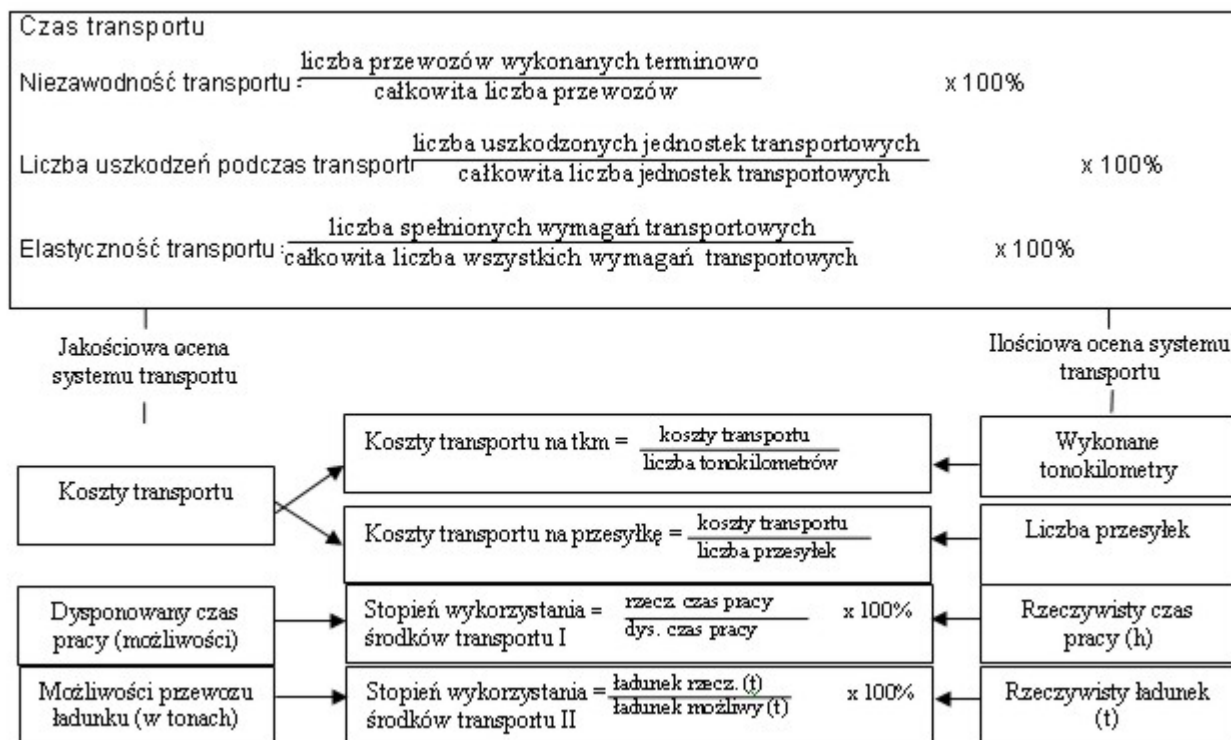 Czas transportu
liczba przewozów wykonanych terminowo
Niezawodność transportu = x 100%
całkowita liczba przewozów
liczba uszkodzonych jednostek transportowych
Liczba uszkodzeń podczas transport x 100%
całkowita liczba jednostek transportowych
liczba spełnionych wymagań transportowych
Elastyczność transportu = x 100%
całkowita liczba wszystkich wymagań transportowych
Jakościowa ocena
systemu transportu
Ilościowa ocena systemu
transportu
Koszty transportu
Koszty transportu na tkm = koszty transportu
liczba tonokilometrów
Wykonane
tonokilometry
Koszty transportu na przesyłkę = koszty transportu
liczba przesyłek
Liczba przesyłek
Dysponowany czas
pracy (możliwości)
Stopień wykorzystania = rzecz. czas pracy x 100%
środków transportu I dys. czas pracy
Rzeczywisty czas
pracy (h)
Możliwości przewozu
ładunku (w tonach)
Stopień wykorzystania = ładunek rzecz. (t) x 100%
środków transportu II ładunek możliwy (t)
Rzeczywisty ładunek
(t)